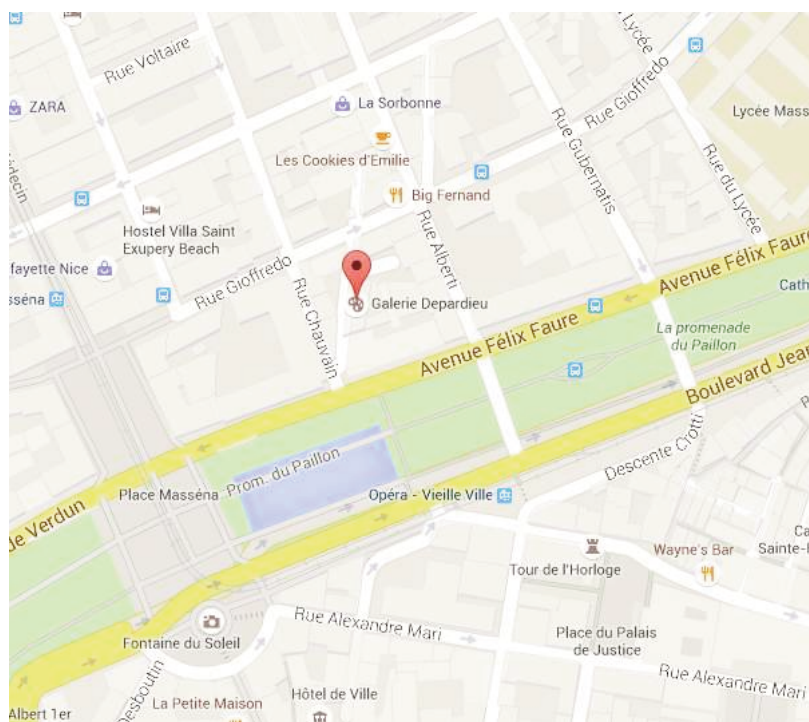 Rue Voltaire
ZARA
La Sorbonne
Rue Gioffredo
Lycée
Lycée Mass
Les Cookies d'Emilie
Rue Gubernatis
Rue du Lycée
Big Fernand
Hostel Villa Saint
Exupery Beach
Rue Alberti
fayette Nice
Rue Gioffredo
Rue Chauvain
Galerie Depardieu
Avenue Félix Faure
Cath
Masséna
La promenade
du Paillon
Avenue Félix Faure
Boulevard Jean
Descente Crotti
Prom. du Paillon
Place Masséna
Opéra - Vieille Ville
de Verdun
Ca
Sainte-
Wayne's Bar
Tour de l'Horloge
Rue Alexandre Mari
Fontaine du Soleil
Place du Palais
de Justice
Rue Alexandre Mari
Desboutin
La Petite Maison
Hôtel de Ville
Albert 1er